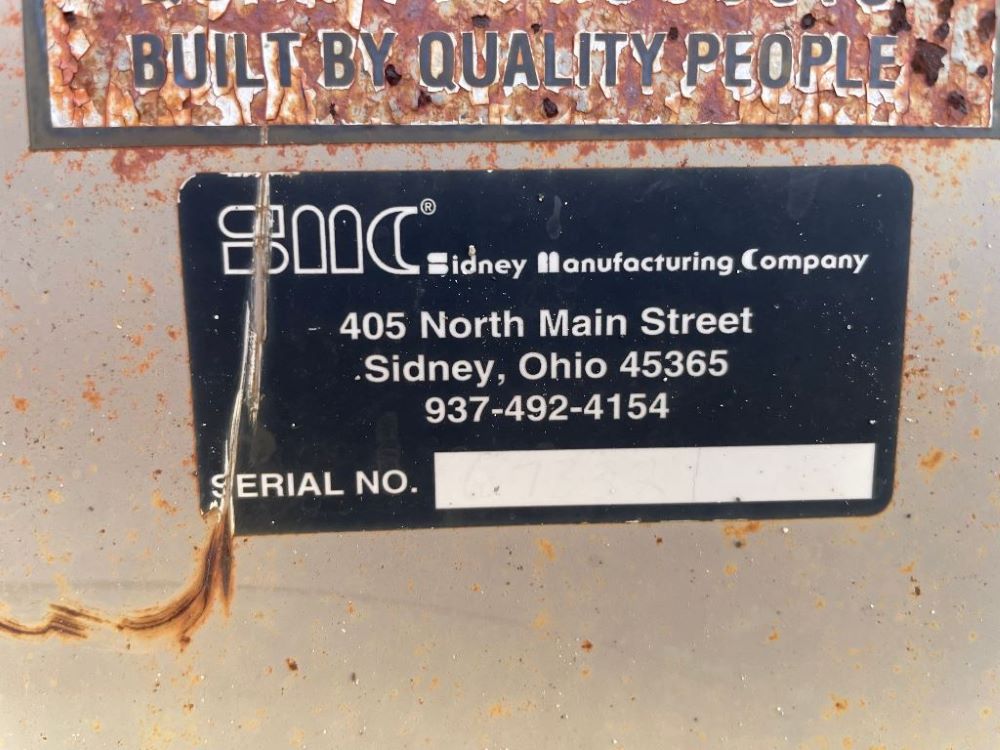 BUILT BY QUALITY PEOPLE
SMC® Sidney Manufacturing Company
405 North Main Street
Sidney, Ohio 45365
937-492-4154
SERIAL NO.